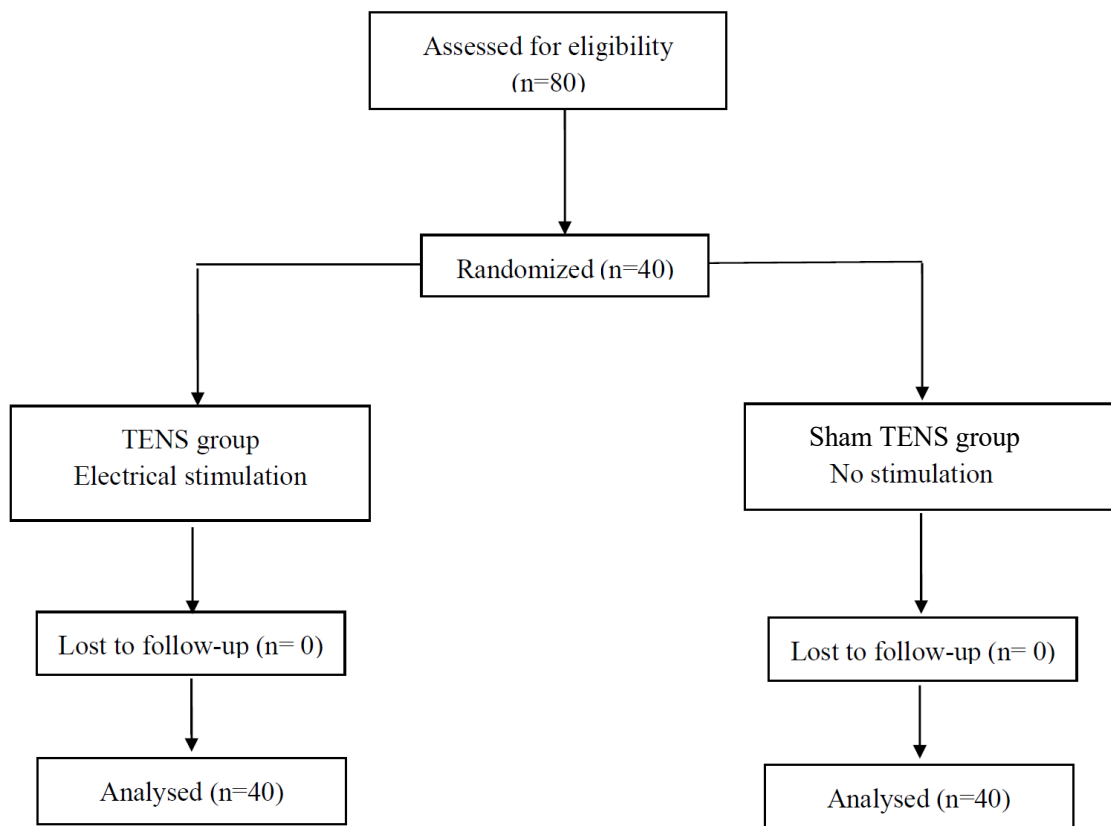 Assessed for eligibility
(n=80)
Randomized (n=40)
TENS group
Electrical stimulation
Sham TENS group
No stimulation
Lost to follow-up (n= 0)
Lost to follow-up (n= 0)
Analysed (n=40)
Analysed (n=40)